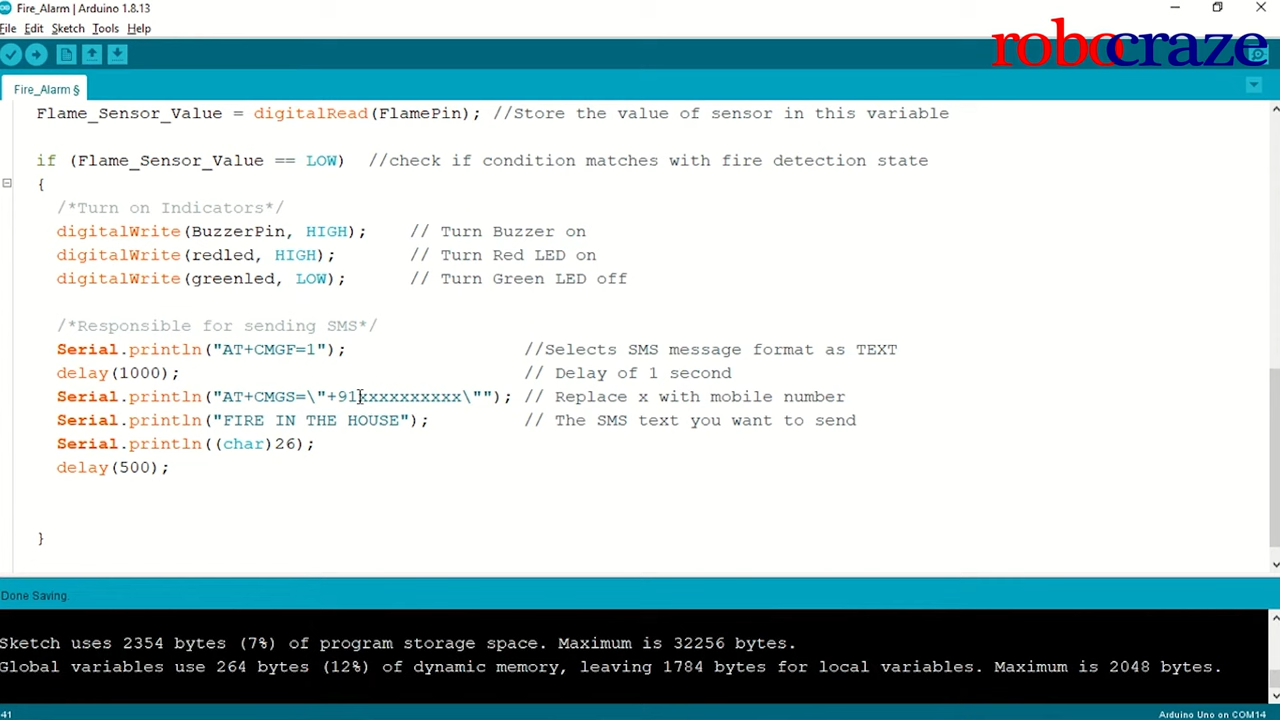 Fire_Alarm | Arduino 1.8.13
File Edit Sketch Tools Help
robocraze
Fire_Alarm §
Flame_Sensor_Value = digitalRead(FlamePin); //Store the value of sensor in this variable
if (Flame_Sensor_Value == LOW) //check if condition matches with fire detection state
{
/*Turn on Indicators*/
digitalWrite(BuzzerPin, HIGH); // Turn Buzzer on
digitalWrite(redled, HIGH); // Turn Red LED on
digitalWrite(greenled, LOW); // Turn Green LED off
/*Responsible for sending SMS*/
Serial.println("AT+CMGF=1"); //Selects SMS message format as TEXT
delay(1000); // Delay of 1 second
Serial.println("AT+CMGS=\"+91xxxxxxxxxx\""); // Replace x with mobile number
Serial.println("FIRE IN THE HOUSE"); // The SMS text you want to send
Serial.println((char)26);
delay(500);
}
Done Saving.
Sketch uses 2354 bytes (7%) of program storage space. Maximum is 32256 bytes.
Global variables use 264 bytes (12%) of dynamic memory, leaving 1784 bytes for local variables. Maximum is 2048 bytes.
41
Arduino Uno on COM14